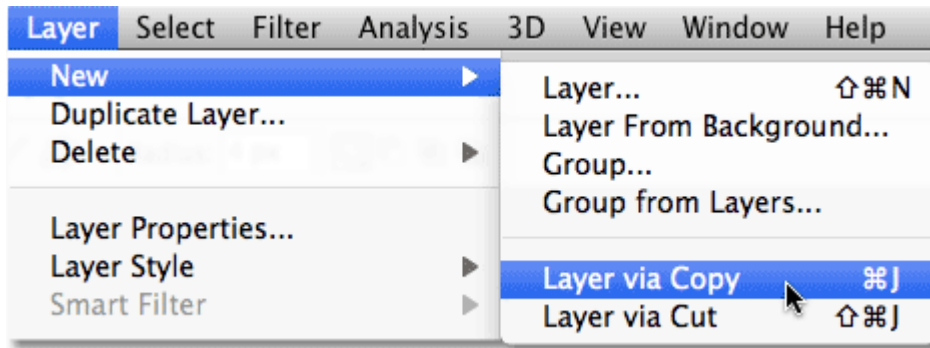 Layer Select Filter Analysis 3D View Window Help
New
Duplicate Layer...
Delete
Layer Properties...
Layer Style
Smart Filter
Layer... ⇧⌘N
Layer From Background...
Group...
Group from Layers...
Layer via Copy ⌘J
Layer via Cut ⇧⌘J